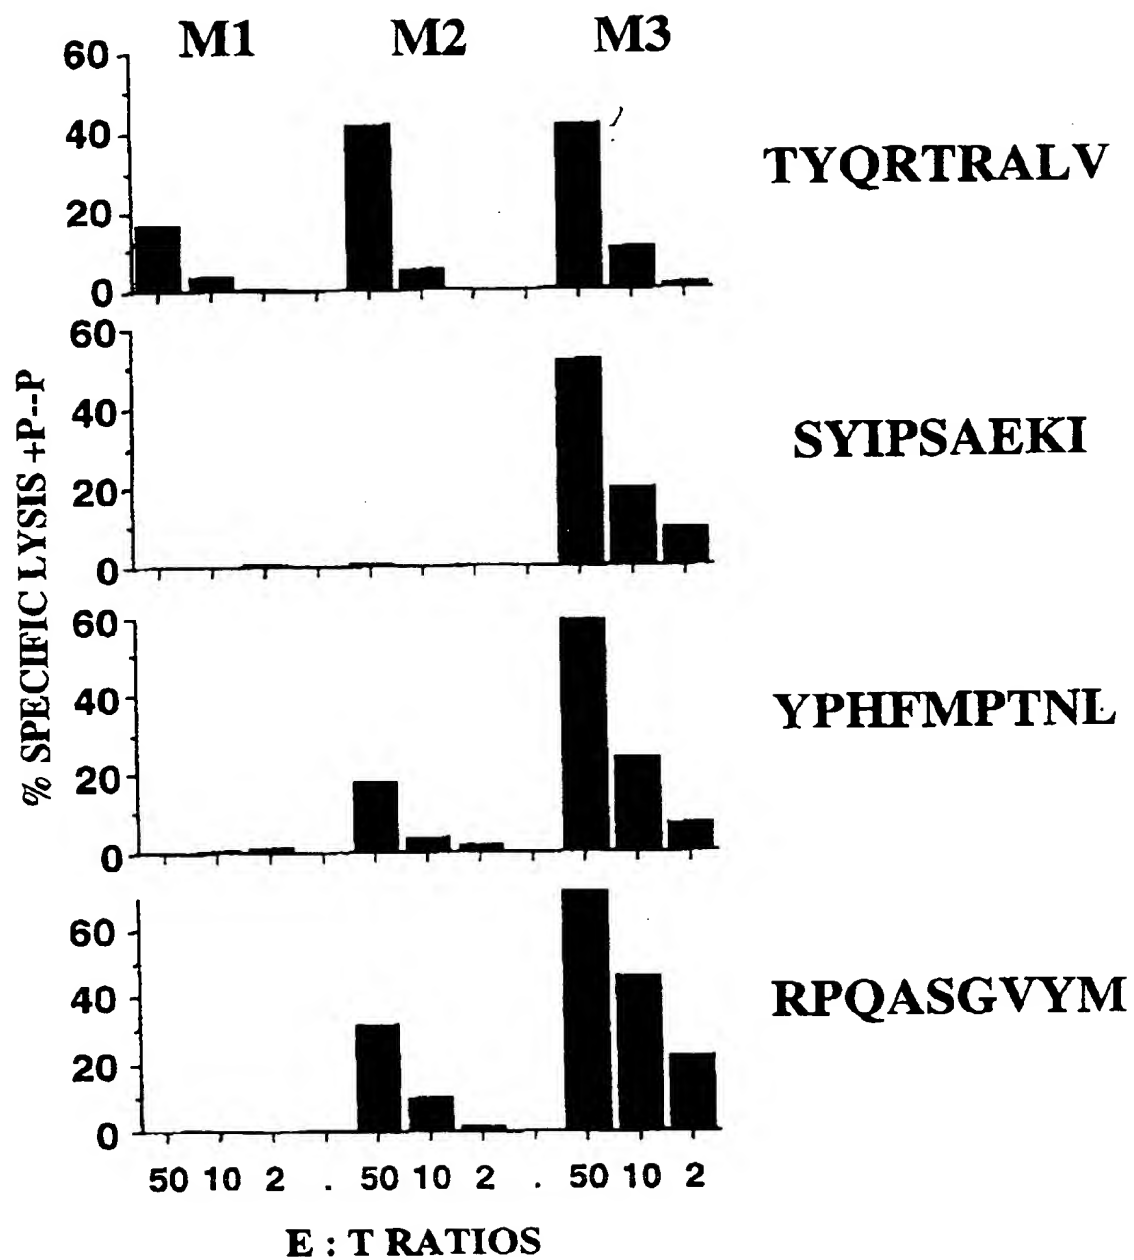 M1 M2 M3
60
40
20
0
TYQRTRALV
60
40
20
0
SYIPSAEKI
60
40
20
0
YPHFMPTNL
60
40
20
0
RPQASGVYM
50 10 2 . 50 10 2 . 50 10 2
E : T RATIOS
% SPECIFIC LYSIS +P--P